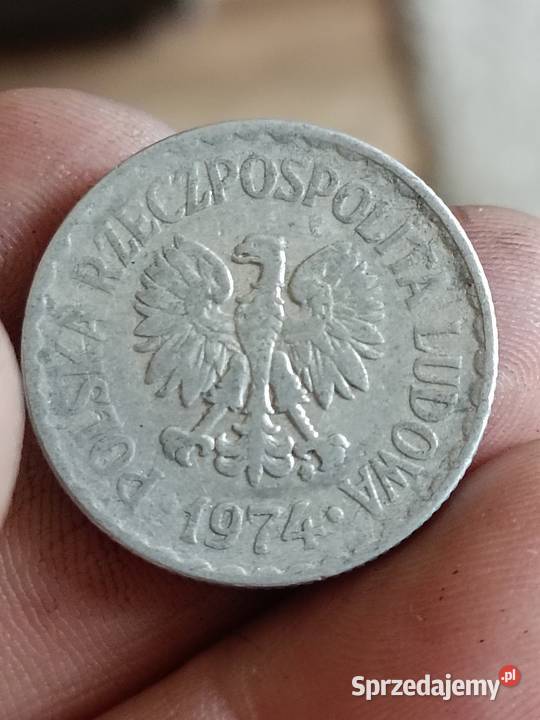 POLSKA RZECZPOSPOLITA LUDOWA
1974
Sprzedajemy.pl